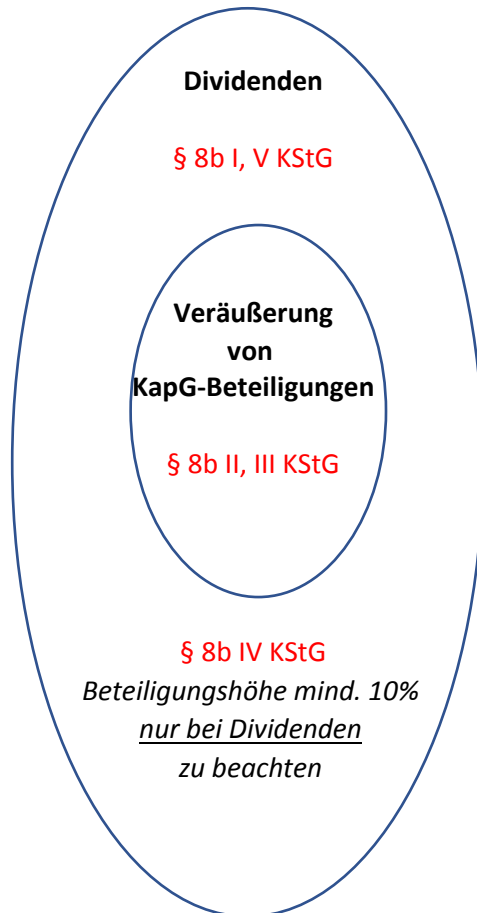 Dividenden
§ 8b I, V KStG
Veräußerung
von
KapG-Beteiligungen
§ 8b II, III KStG
§ 8b IV KStG
Beteiligungshöhe mind. 10%
nur bei Dividenden
zu beachten